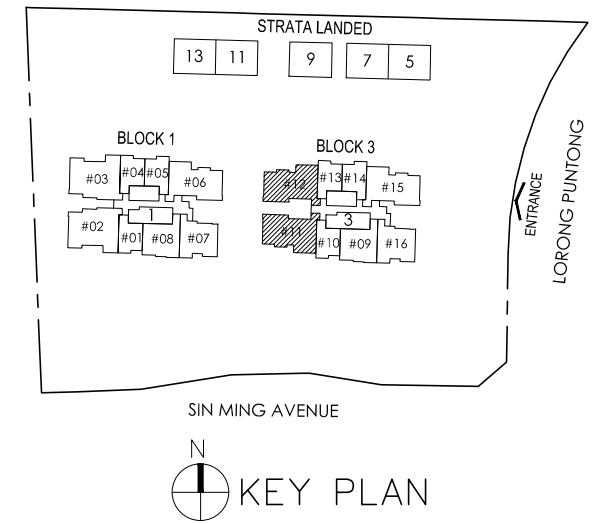 STRATA LANDED
13 11 9 7 5
BLOCK 1
#03 #04 #05 #06
1
#02 #01 #08 #07
BLOCK 3
#12 #13 #14 #15
3
#11 #10 #09 #16
ENTRANCE
LORONG PUNTONG
SIN MING AVENUE
N
KEY PLAN